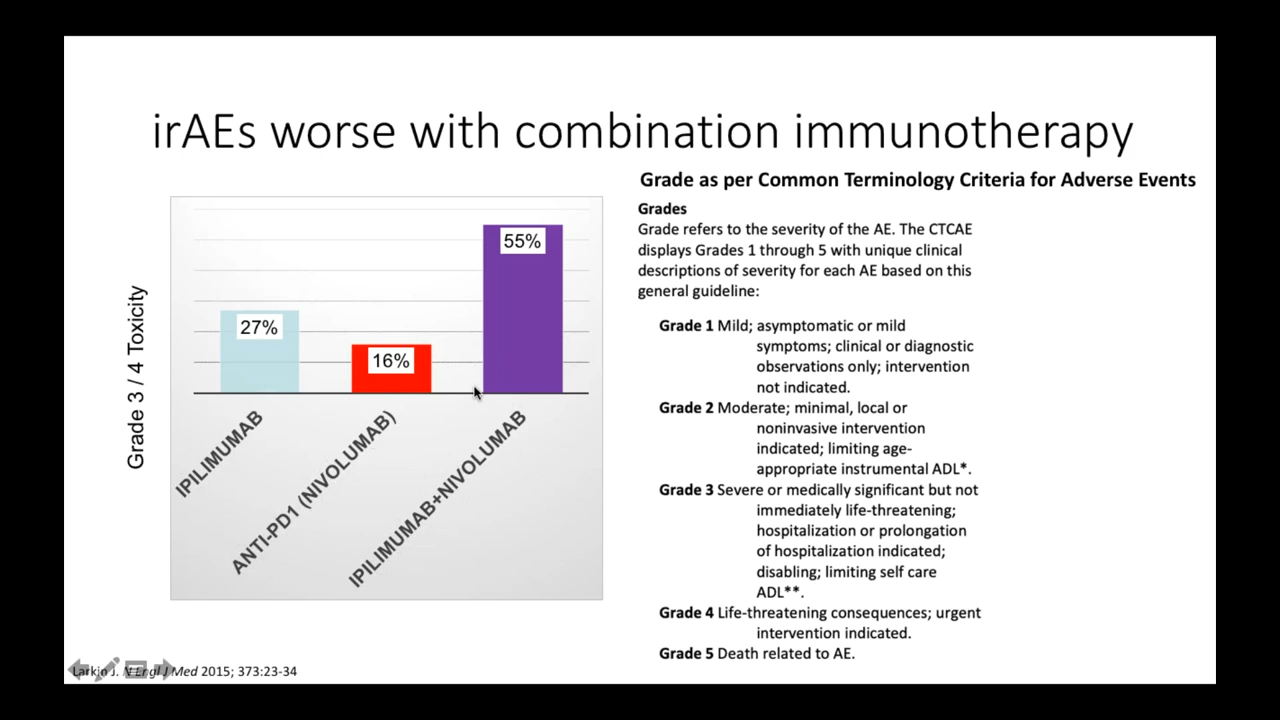 irAEs worse with combination immunotherapy
Grade 3 / 4 Toxicity
27%
16%
55%
IPILIMUMAB
ANTI-PD1 (NIVOLUMAB)
IPILIMUMAB+NIVOLUMAB
Grade as per Common Terminology Criteria for Adverse Events
Grades
Grade refers to the severity of the AE. The CTCAE
displays Grades 1 through 5 with unique clinical
descriptions of severity for each AE based on this
general guideline:
Grade 1 Mild; asymptomatic or mild
symptoms; clinical or diagnostic
observations only; intervention
not indicated.
Grade 2 Moderate; minimal, local or
noninvasive intervention
indicated; limiting age-
appropriate instrumental ADL*.
Grade 3 Severe or medically significant but not
immediately life-threatening;
hospitalization or prolongation
of hospitalization indicated;
disabling; limiting self care
ADL**.
Grade 4 Life-threatening consequences; urgent
intervention indicated.
Grade 5 Death related to AE.
Larkin J. N Engl J Med 2015; 373:23-34